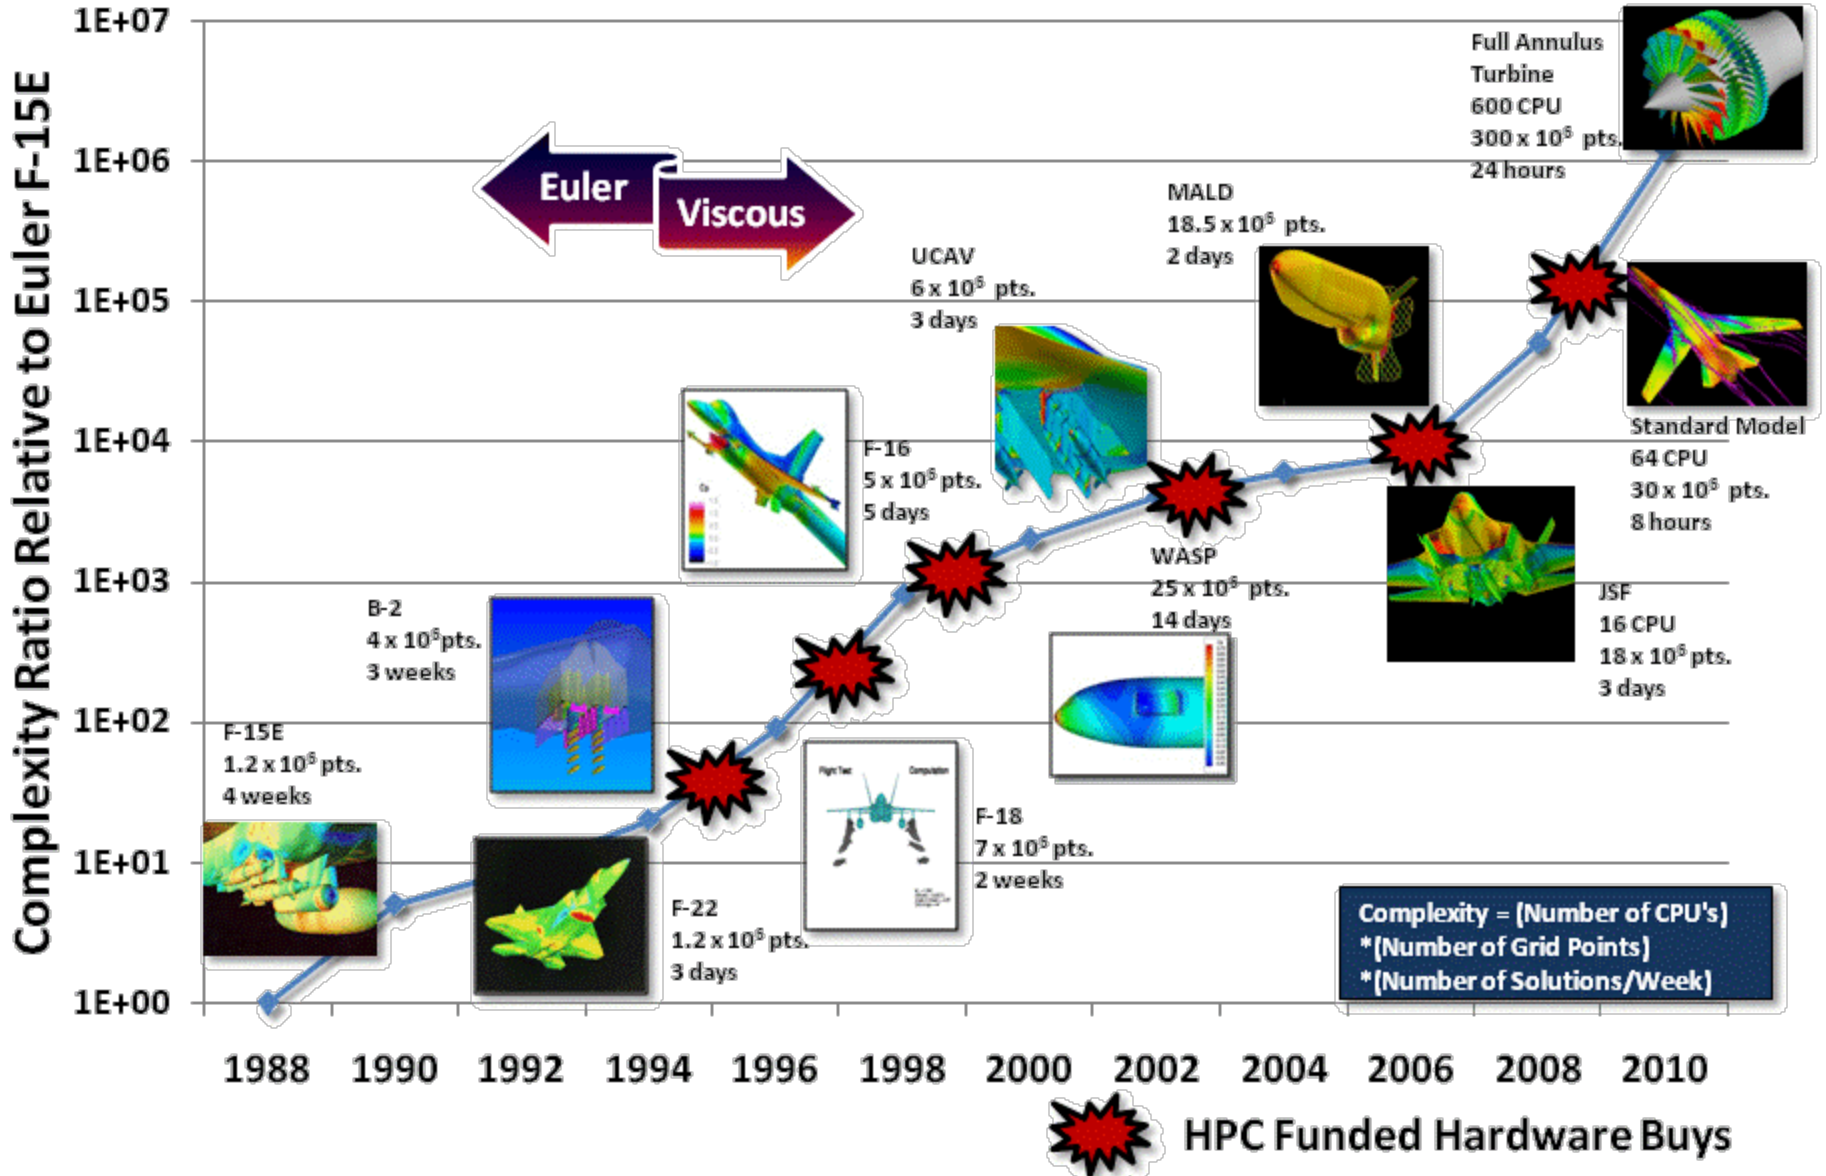 Complexity Ratio Relative to Euler F-15E
1E+07
1E+06
1E+05
1E+04
1E+03
1E+02
1E+01
1E+00
Full Annulus
Turbine
600 CPU
300 x 10⁶ pts.
24 hours
Euler
Viscous
MALD
18.5 x 10⁶ pts.
2 days
UCAV
6 x 10⁶ pts.
3 days
F-16
5 x 10⁶ pts.
5 days
Standard Model
64 CPU
30 x 10⁶ pts.
8 hours
WASP
25 x 10⁶ pts.
14 days
JSF
16 CPU
18 x 10⁶ pts.
3 days
B-2
4 x 10⁶ pts.
3 weeks
F-15E
1.2 x 10⁶ pts.
4 weeks
Flight Test
Computation
F-18
7 x 10⁶ pts.
2 weeks
F-22
1.2 x 10⁶ pts.
3 days
Complexity = (Number of CPU's)
*(Number of Grid Points)
*(Number of Solutions/Week)
1988 1990 1992 1994 1996 1998 2000 2002 2004 2006 2008 2010
HPC Funded Hardware Buys